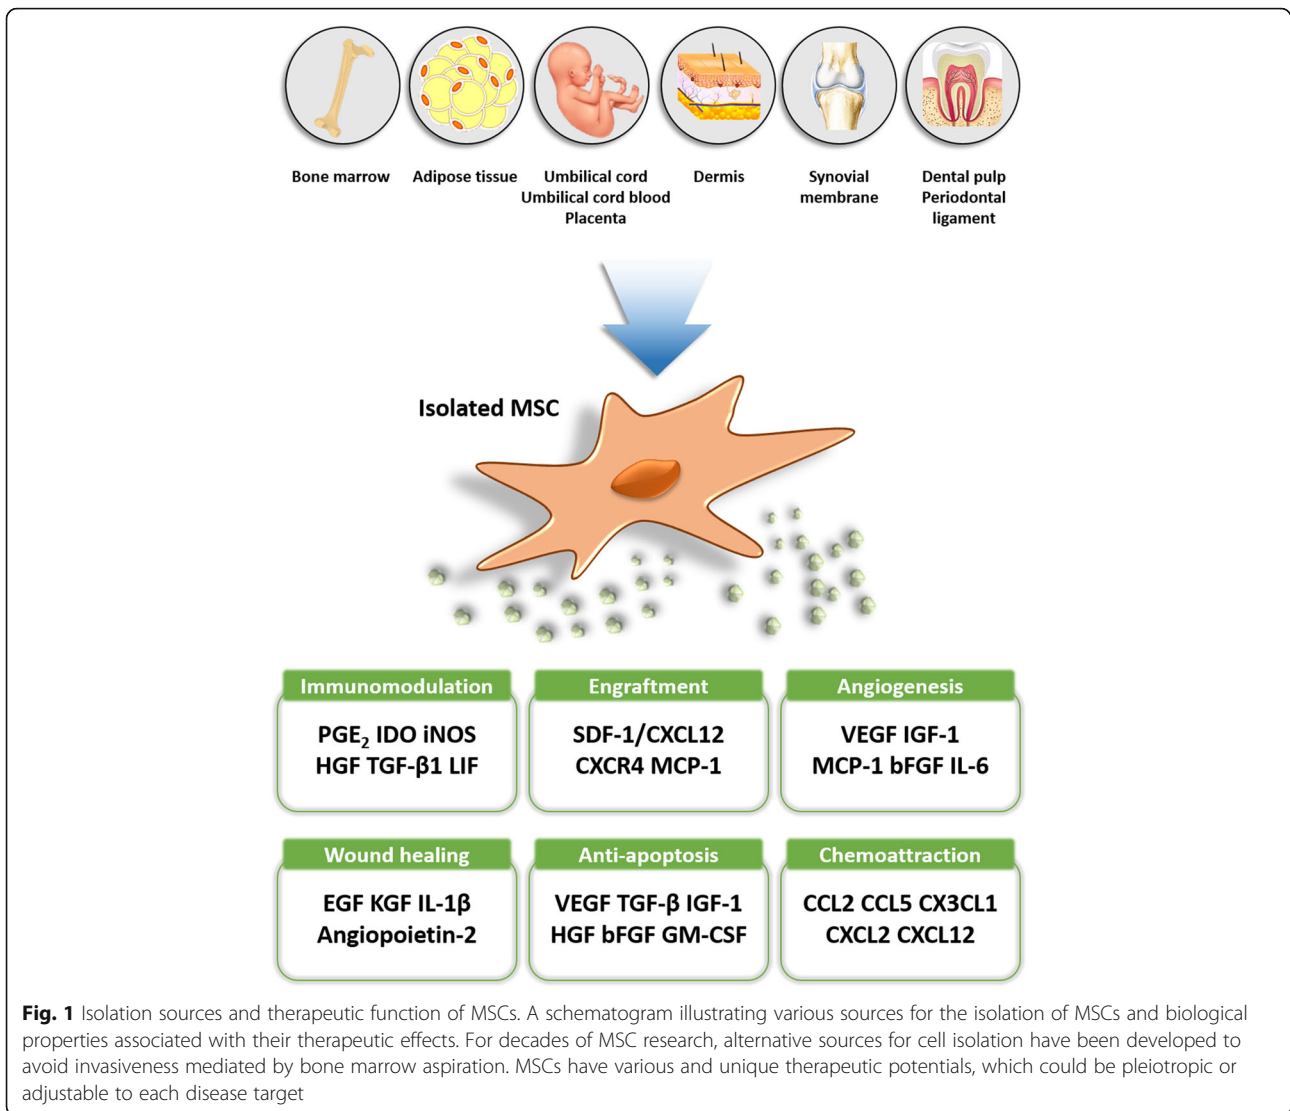 Bone marrow
Adipose tissue
Umbilical cord
Umbilical cord blood
Placenta
Dermis
Synovial
membrane
Dental pulp
Periodontal
ligament
Isolated MSC
Immunomodulation
PGE₂ IDO iNOS
HGF TGF-β1 LIF
Engraftment
SDF-1/CXCL12
CXCR4 MCP-1
Angiogenesis
VEGF IGF-1
MCP-1 bFGF IL-6
Wound healing
EGF KGF IL-1β
Angiopoietin-2
Anti-apoptosis
VEGF TGF-β IGF-1
HGF bFGF GM-CSF
Chemoattraction
CCL2 CCL5 CX3CL1
CXCL2 CXCL12
Fig. 1 Isolation sources and therapeutic function of MSCs. A schematogram illustrating various sources for the isolation of MSCs and biological
properties associated with their therapeutic effects. For decades of MSC research, alternative sources for cell isolation have been developed to
avoid invasiveness mediated by bone marrow aspiration. MSCs have various and unique therapeutic potentials, which could be pleiotropic or
adjustable to each disease target